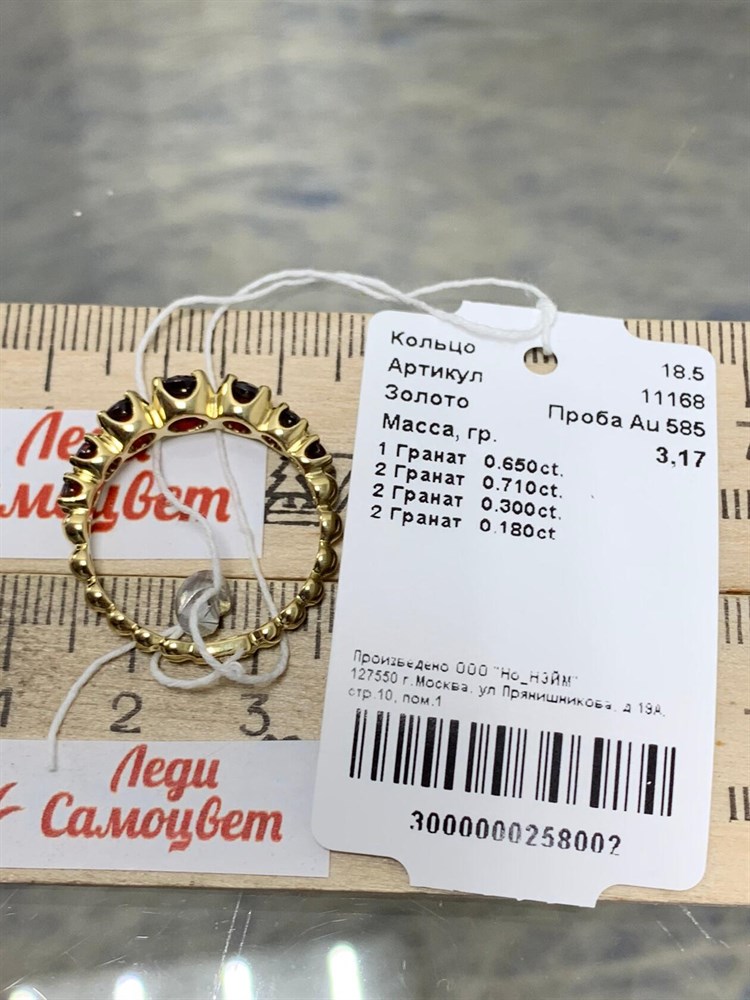 Кольцо 18.5
Артикул 11168
Золото Проба Au 585
Масса, гр. 3,17
1 Гранат 0.650ct.
2 Гранат 0.710ct.
2 Гранат 0.300ct.
2 Гранат 0.180ct
Произведено ООО "Но_НЭЙМ"
127550 г.Москва, ул Прянишникова, д 19А,
стр.10, пом.1
3000000258002
Леди
Самоцвет
1 2 3
Леди
Самоцвет